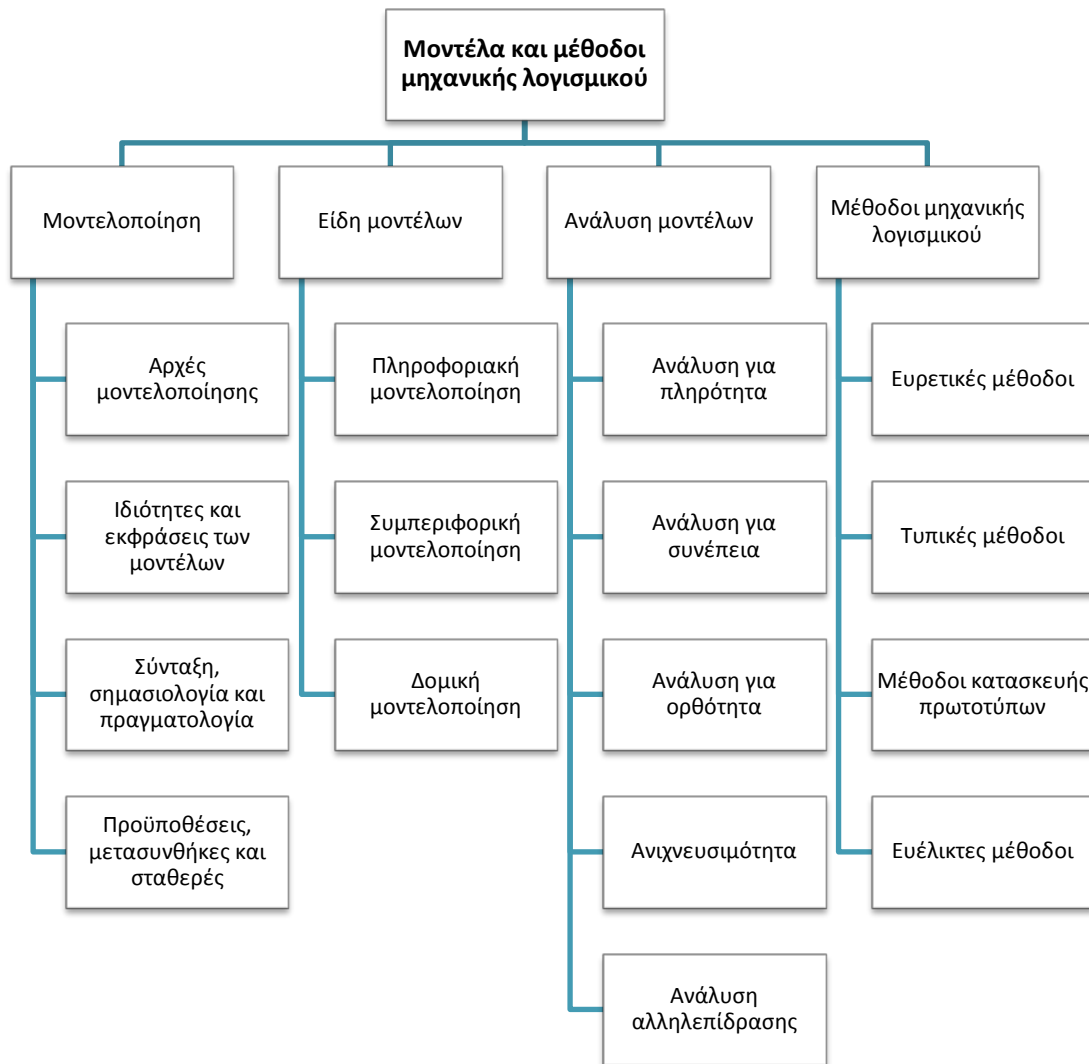 Μοντέλα και μέθοδοι
μηχανικής λογισμικού
Μοντελοποίηση
Είδη μοντέλων
Ανάλυση μοντέλων
Μέθοδοι μηχανικής
λογισμικού
Αρχές
μοντελοποίησης
Ιδιότητες και
εκφράσεις των
μοντέλων
Σύνταξη,
σημασιολογία και
πραγματολογία
Προϋποθέσεις,
μετασυνθήκες και
σταθερές
Πληροφοριακή
μοντελοποίηση
Συμπεριφορική
μοντελοποίηση
Δομική
μοντελοποίηση
Ανάλυση για
πληρότητα
Ανάλυση για
συνέπεια
Ανάλυση για
ορθότητα
Ανιχνευσιμότητα
Ανάλυση
αλληλεπίδρασης
Ευρετικές μέθοδοι
Τυπικές μέθοδοι
Μέθοδοι κατασκευής
πρωτοτύπων
Ευέλικτες μέθοδοι